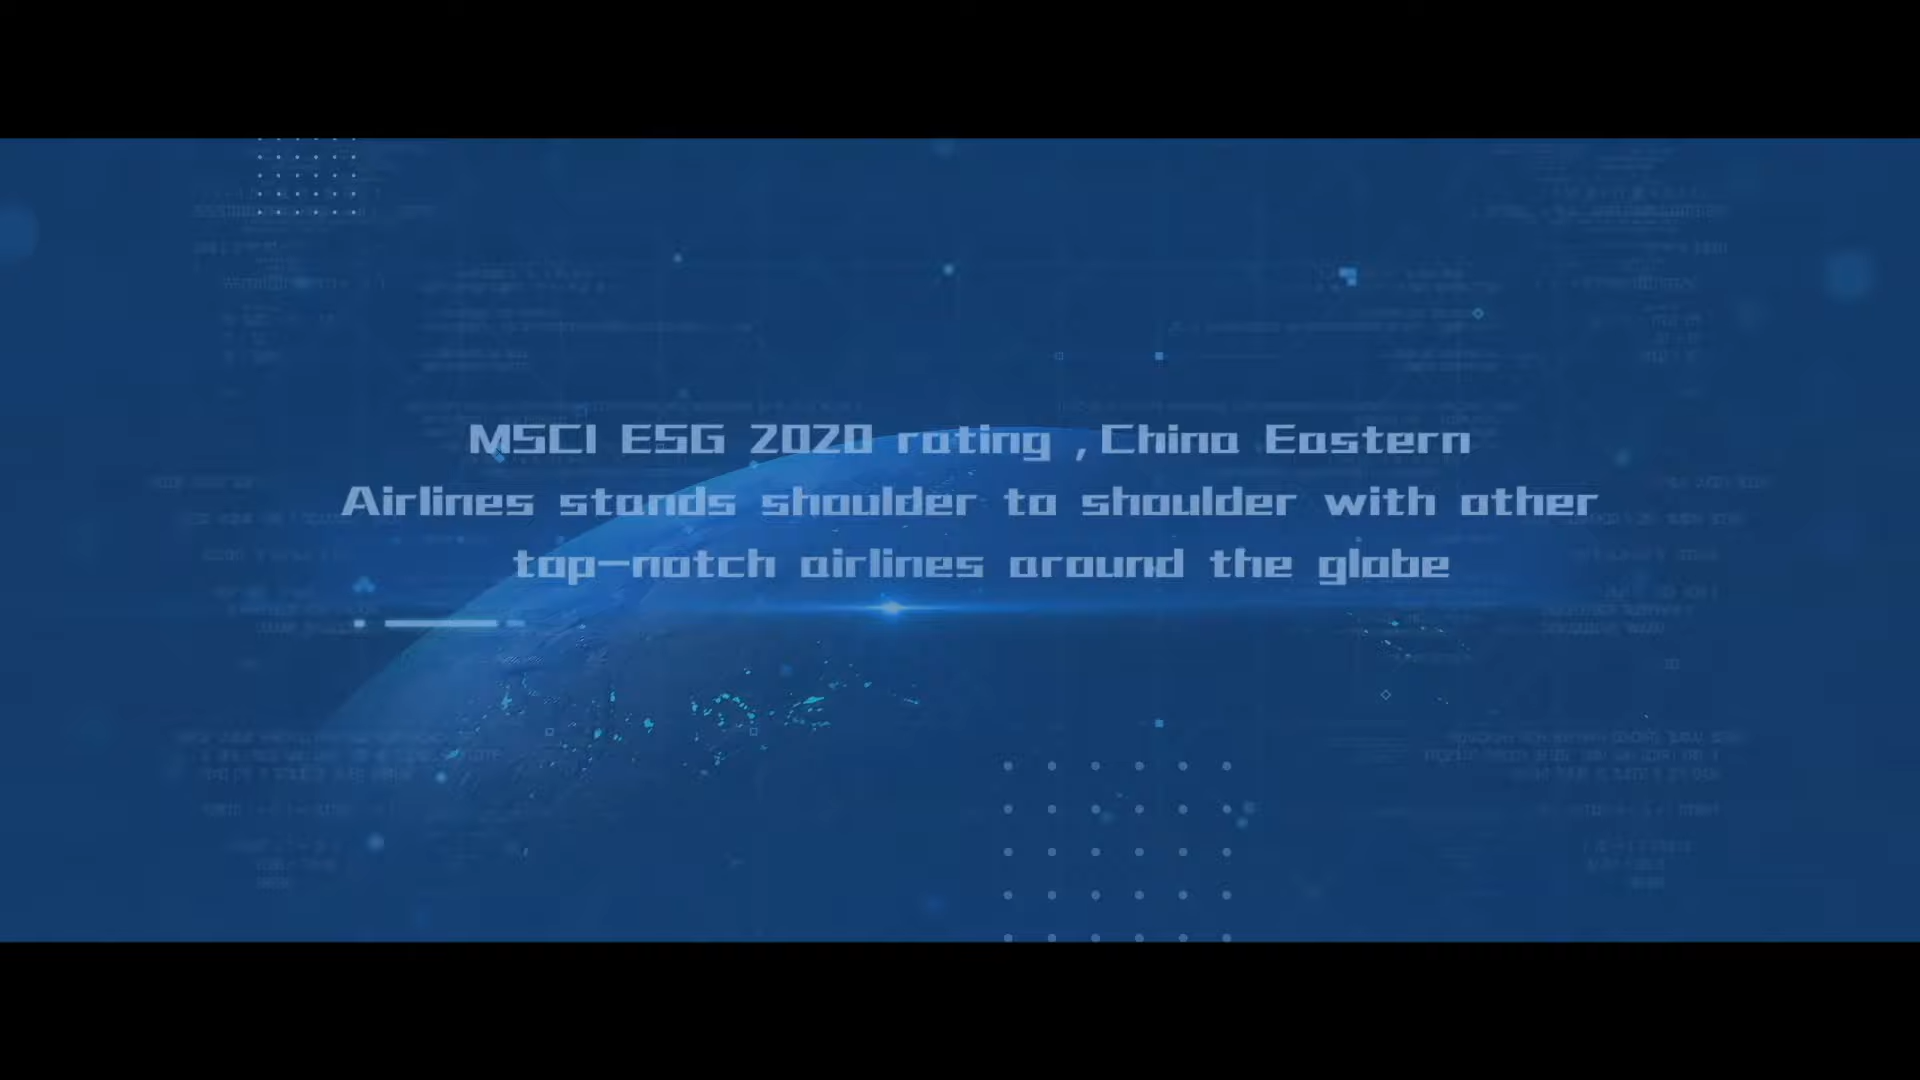 MSCI ESG 2020 rating ,China Eastern
Airlines stands shoulder to shoulder with other
top-notch airlines around the globe